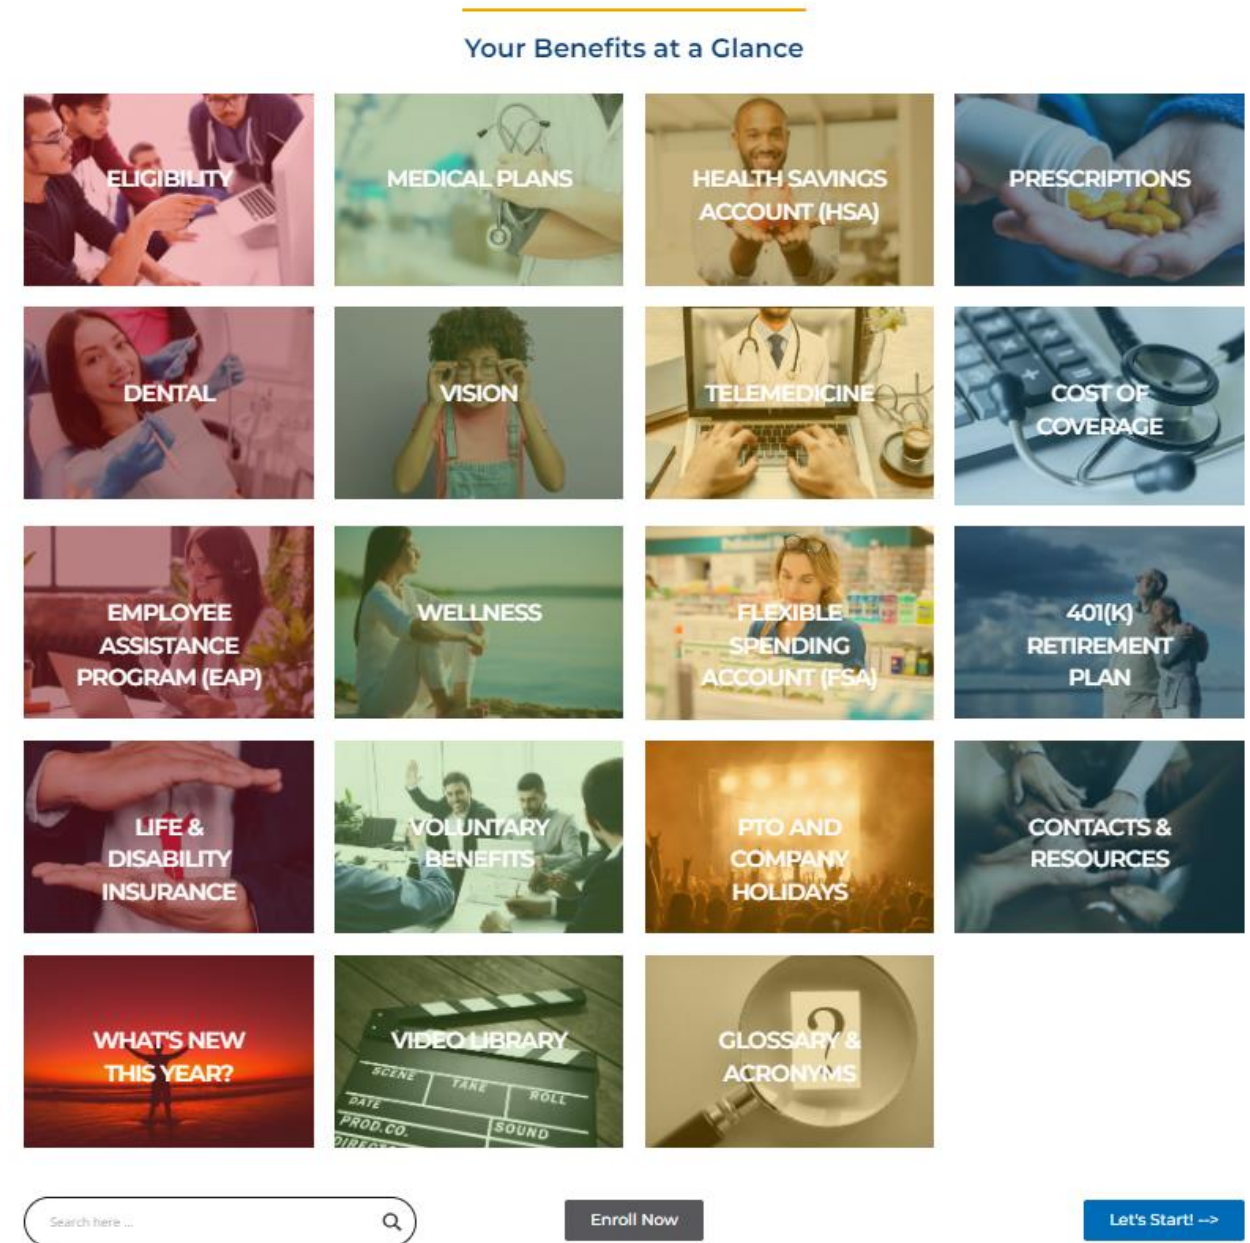 Your Benefits at a Glance
ELIGIBILITY
MEDICAL PLANS
HEALTH SAVINGS
ACCOUNT (HSA)
PRESCRIPTIONS
DENTAL
VISION
TELEMEDICINE
COST OF
COVERAGE
EMPLOYEE
ASSISTANCE
PROGRAM (EAP)
WELLNESS
FLEXIBLE
SPENDING
ACCOUNT (FSA)
401(K)
RETIREMENT
PLAN
LIFE &
DISABILITY
INSURANCE
VOLUNTARY
BENEFITS
PTO AND
COMPANY
HOLIDAYS
CONTACTS &
RESOURCES
WHAT'S NEW
THIS YEAR?
VIDEO LIBRARY
SCENE TAKE ROLL
DATE
PROD.CO. SOUND
GLOSSARY &
ACRONYMS
?
Search here ...
Enroll Now
Let's Start! -->